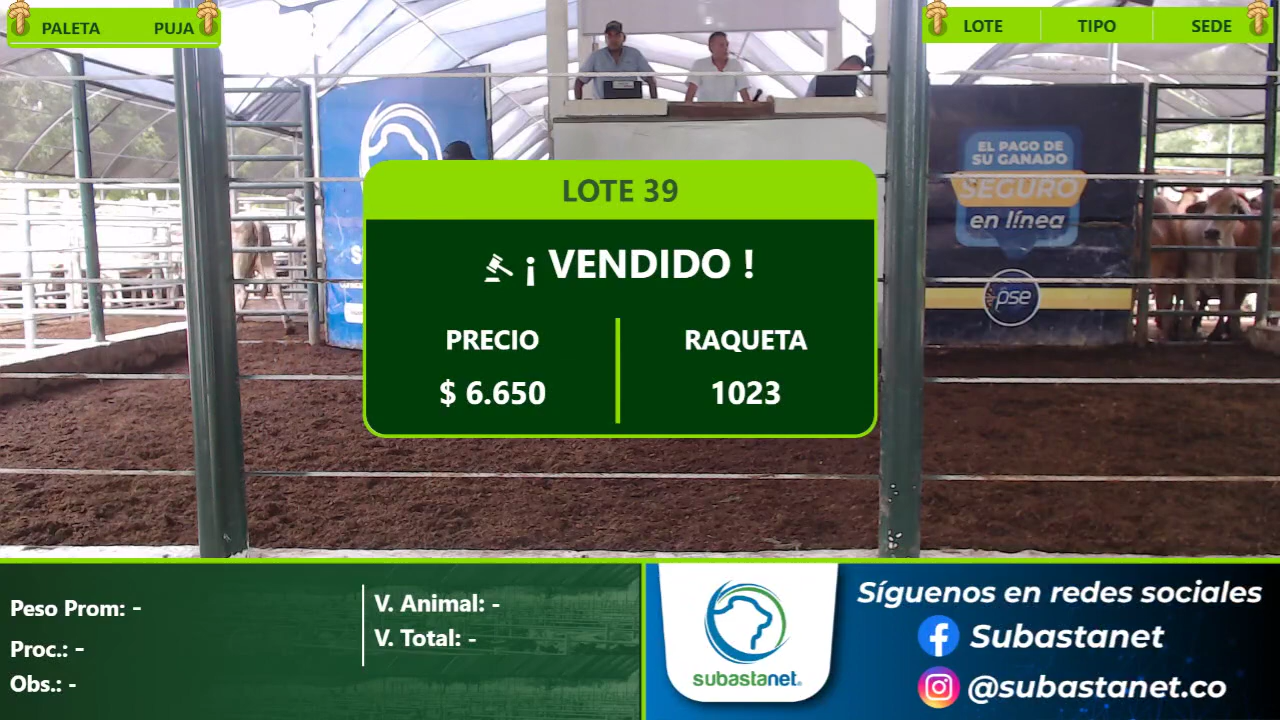 PALETA PUJA
LOTE TIPO SEDE
EL PAGO DE
SU GANADO
SEGURO
en línea
pse
LOTE 39
¡ VENDIDO !
PRECIO RAQUETA
$ 6.650 1023
Peso Prom: -
Proc.: -
Obs.: -
V. Animal: -
V. Total: -
subastanet
Síguenos en redes sociales
Subastanet
@subastanet.co